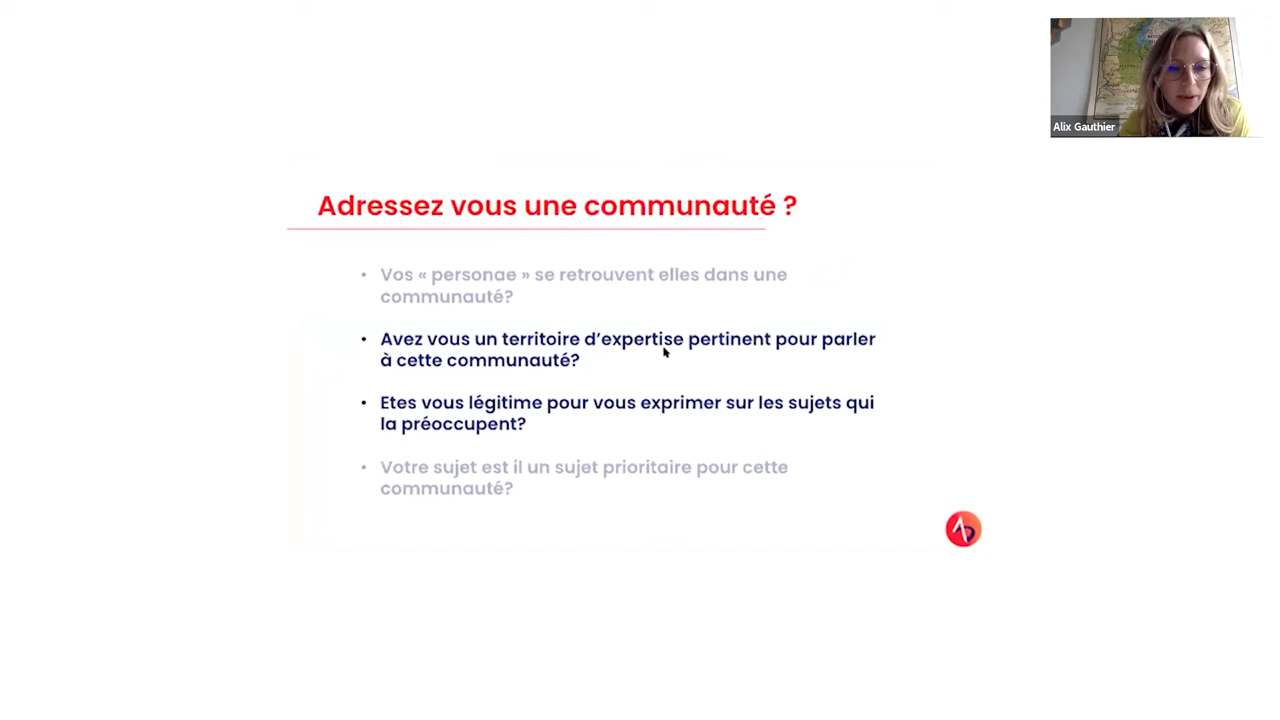 Alix Gauthier
Adressez vous une communauté ?
• Vos « personae » se retrouvent elles dans une
communauté?
• Avez vous un territoire d’expertise pertinent pour parler
à cette communauté?
• Etes vous légitime pour vous exprimer sur les sujets qui
la préoccupent?
• Votre sujet est il un sujet prioritaire pour cette
communauté?